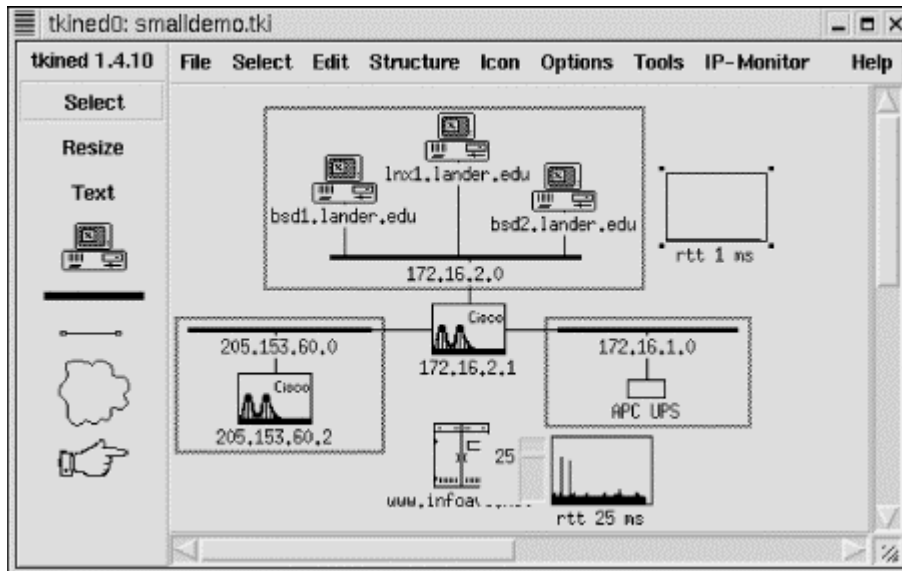 tkined0: smalldemo.tki
tkined 1.4.10 File Select Edit Structure Icon Options Tools IP-Monitor Help
Select
Resize
Text
lnx1.lander.edu
bsd1.lander.edu
bsd2.lander.edu
172.16.2.0
rtt 1 ms
Cisco
205.153.60.0
172.16.1.0
172.16.2.1
Cisco
APC UPS
205.153.60.2
25
rtt 25 ms